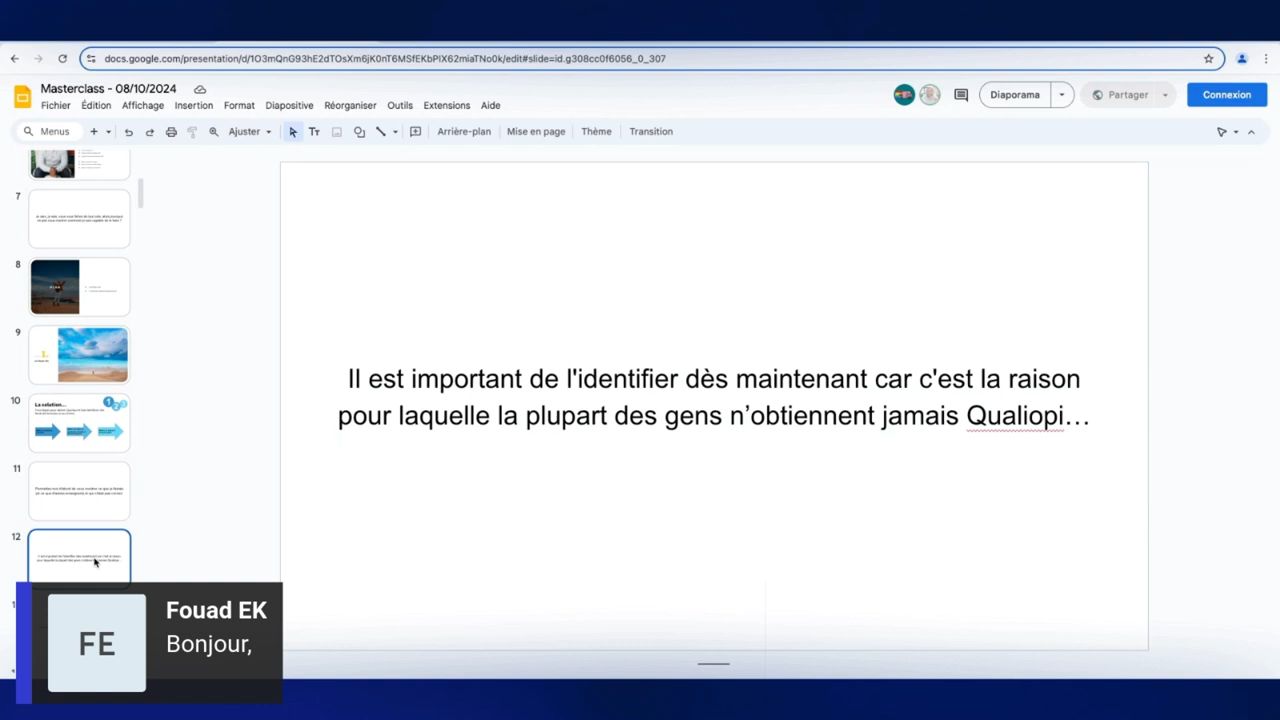 docs.google.com/presentation/d/1O3mQnG93hE2dTOsXm6jK0nT6MSfEKbPIX62miaTNo0k/edit#slide=id.g308cc0f6056_0_307
Masterclass - 08/10/2024
Fichier Édition Affichage Insertion Format Diapositive Réorganiser Outils Extensions Aide
Diaporama
Partager
Connexion
Menus
Ajuster
Arrière-plan
Mise en page
Thème
Transition
7
8
9
10
La solution...
11
12
Il est important de l'identifier dès maintenant car c'est la raison
pour laquelle la plupart des gens n’obtiennent jamais Qualiopi…
FE
Fouad EK
Bonjour,